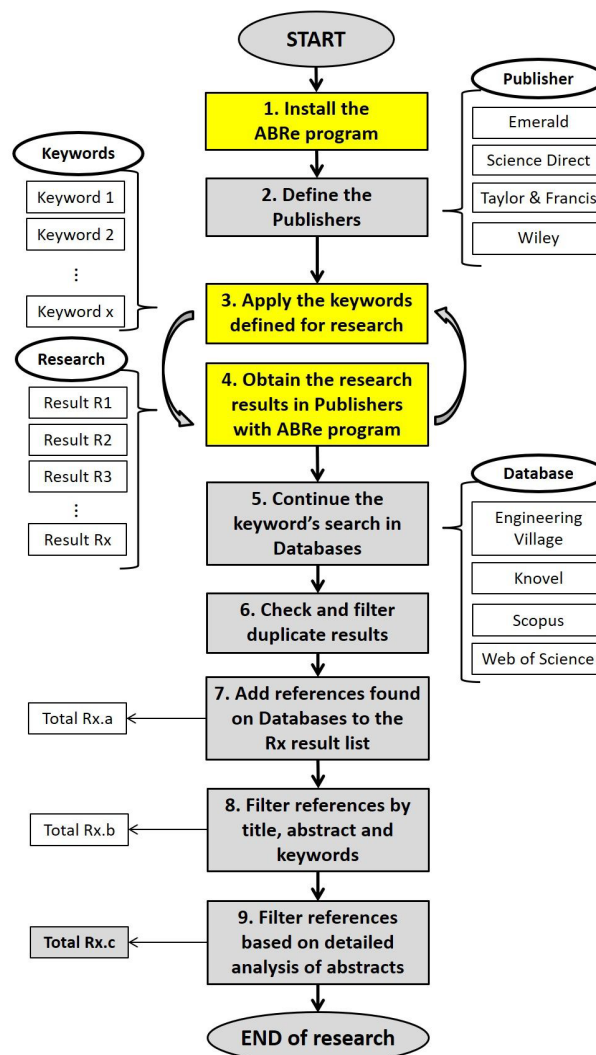 START
1. Install the
ABRe program
2. Define the
Publishers
Publisher
Emerald
Science Direct
Taylor & Francis
Wiley
Keywords
Keyword 1
Keyword 2
⋮
Keyword x
3. Apply the keywords
defined for research
4. Obtain the research
results in Publishers
with ABRe program
Research
Result R1
Result R2
Result R3
⋮
Result Rx
5. Continue the
keyword's search in
Databases
Database
Engineering
Village
Knovel
Scopus
Web of Science
6. Check and filter
duplicate results
7. Add references found
on Databases to the
Rx result list
Total Rx.a
8. Filter references by
title, abstract and
keywords
Total Rx.b
9. Filter references
based on detailed
analysis of abstracts
Total Rx.c
END of research